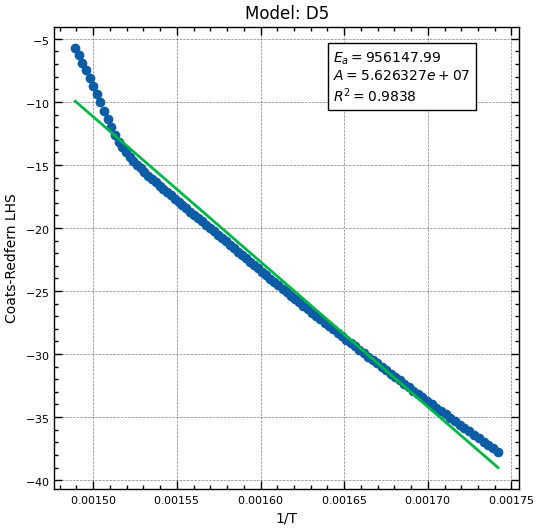 Model: D5
E_a = 956147.99
A = 5.626327e + 07
R² = 0.9838
Coats-Redfern LHS
−5
−10
−15
−20
−25
−30
−35
−40
0.00150 0.00155 0.00160 0.00165 0.00170 0.00175
1/T